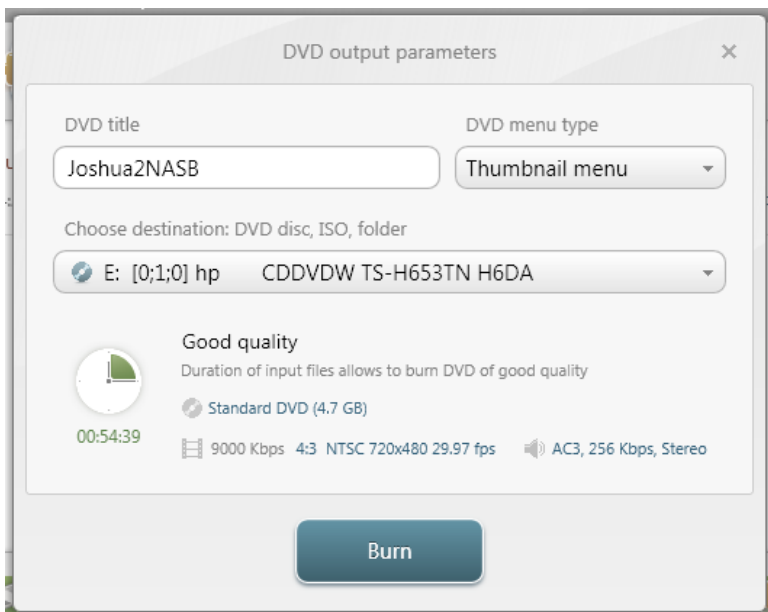 DVD output parameters
DVD title
DVD menu type
Joshua2NASB
Thumbnail menu
Choose destination: DVD disc, ISO, folder
E: [0;1;0] hp CDDVDW TS-H653TN H6DA
Good quality
Duration of input files allows to burn DVD of good quality
Standard DVD (4.7 GB)
00:54:39
9000 Kbps 4:3 NTSC 720x480 29.97 fps AC3, 256 Kbps, Stereo
Burn